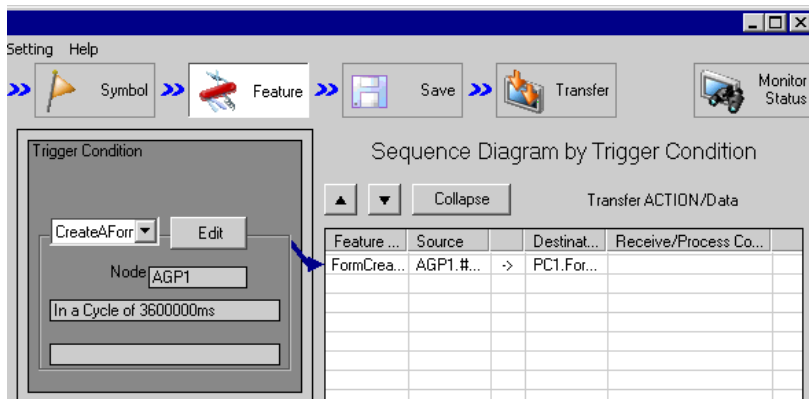 Setting Help
Symbol Feature Save Transfer Monitor Status
Trigger Condition
Sequence Diagram by Trigger Condition
Collapse Transfer ACTION/Data
CreateAForr Edit
Feature ... Source Destinat... Receive/Process Co...
FormCrea... AGP1.#... -> PC1.For...
Node AGP1
In a Cycle of 3600000ms